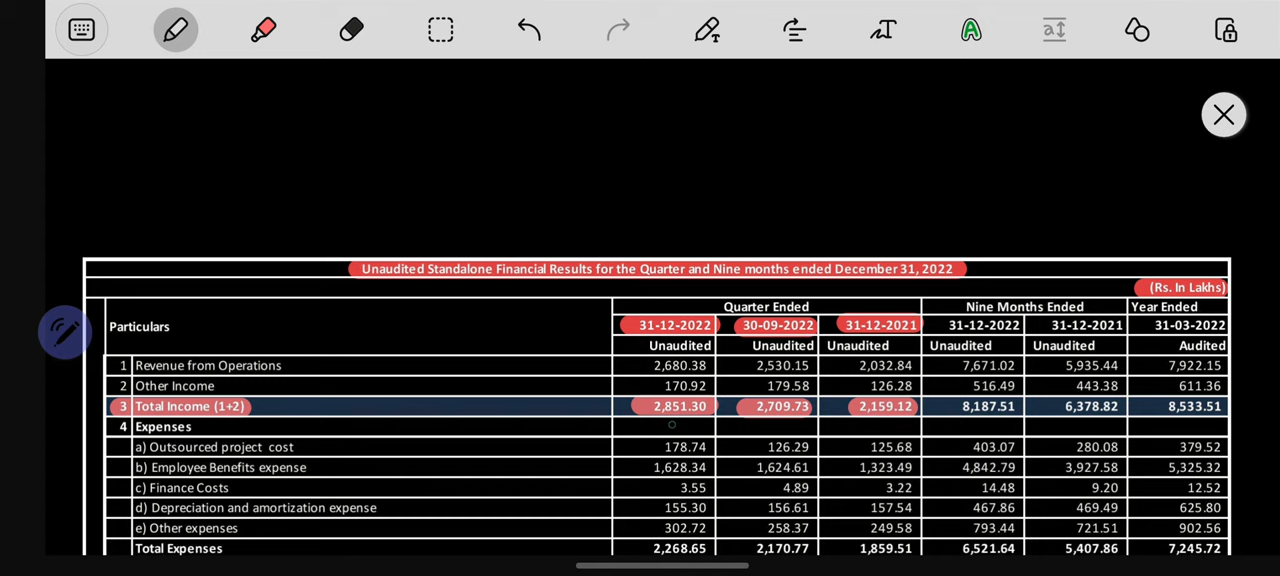 Unaudited Standalone Financial Results for the Quarter and Nine months ended December 31, 2022
(Rs. In Lakhs)
Particulars Quarter Ended Nine Months Ended Year Ended
31-12-2022 30-09-2022 31-12-2021 31-12-2022 31-12-2021 31-03-2022
Unaudited Unaudited Unaudited Unaudited Unaudited Audited
1 Revenue from Operations 2,680.38 2,530.15 2,032.84 7,671.02 5,935.44 7,922.15
2 Other Income 170.92 179.58 126.28 516.49 443.38 611.36
3 Total Income (1+2) 2,851.30 2,709.73 2,159.12 8,187.51 6,378.82 8,533.51
4 Expenses
a) Outsourced project cost 178.74 126.29 125.68 403.07 280.08 379.52
b) Employee Benefits expense 1,628.34 1,624.61 1,323.49 4,842.79 3,927.58 5,325.32
c) Finance Costs 3.55 4.89 3.22 14.48 9.20 12.52
d) Depreciation and amortization expense 155.30 156.61 157.54 467.86 469.49 625.80
e) Other expenses 302.72 258.37 249.58 793.44 721.51 902.56
Total Expenses 2,268.65 2,170.77 1,859.51 6,521.64 5,407.86 7,245.72